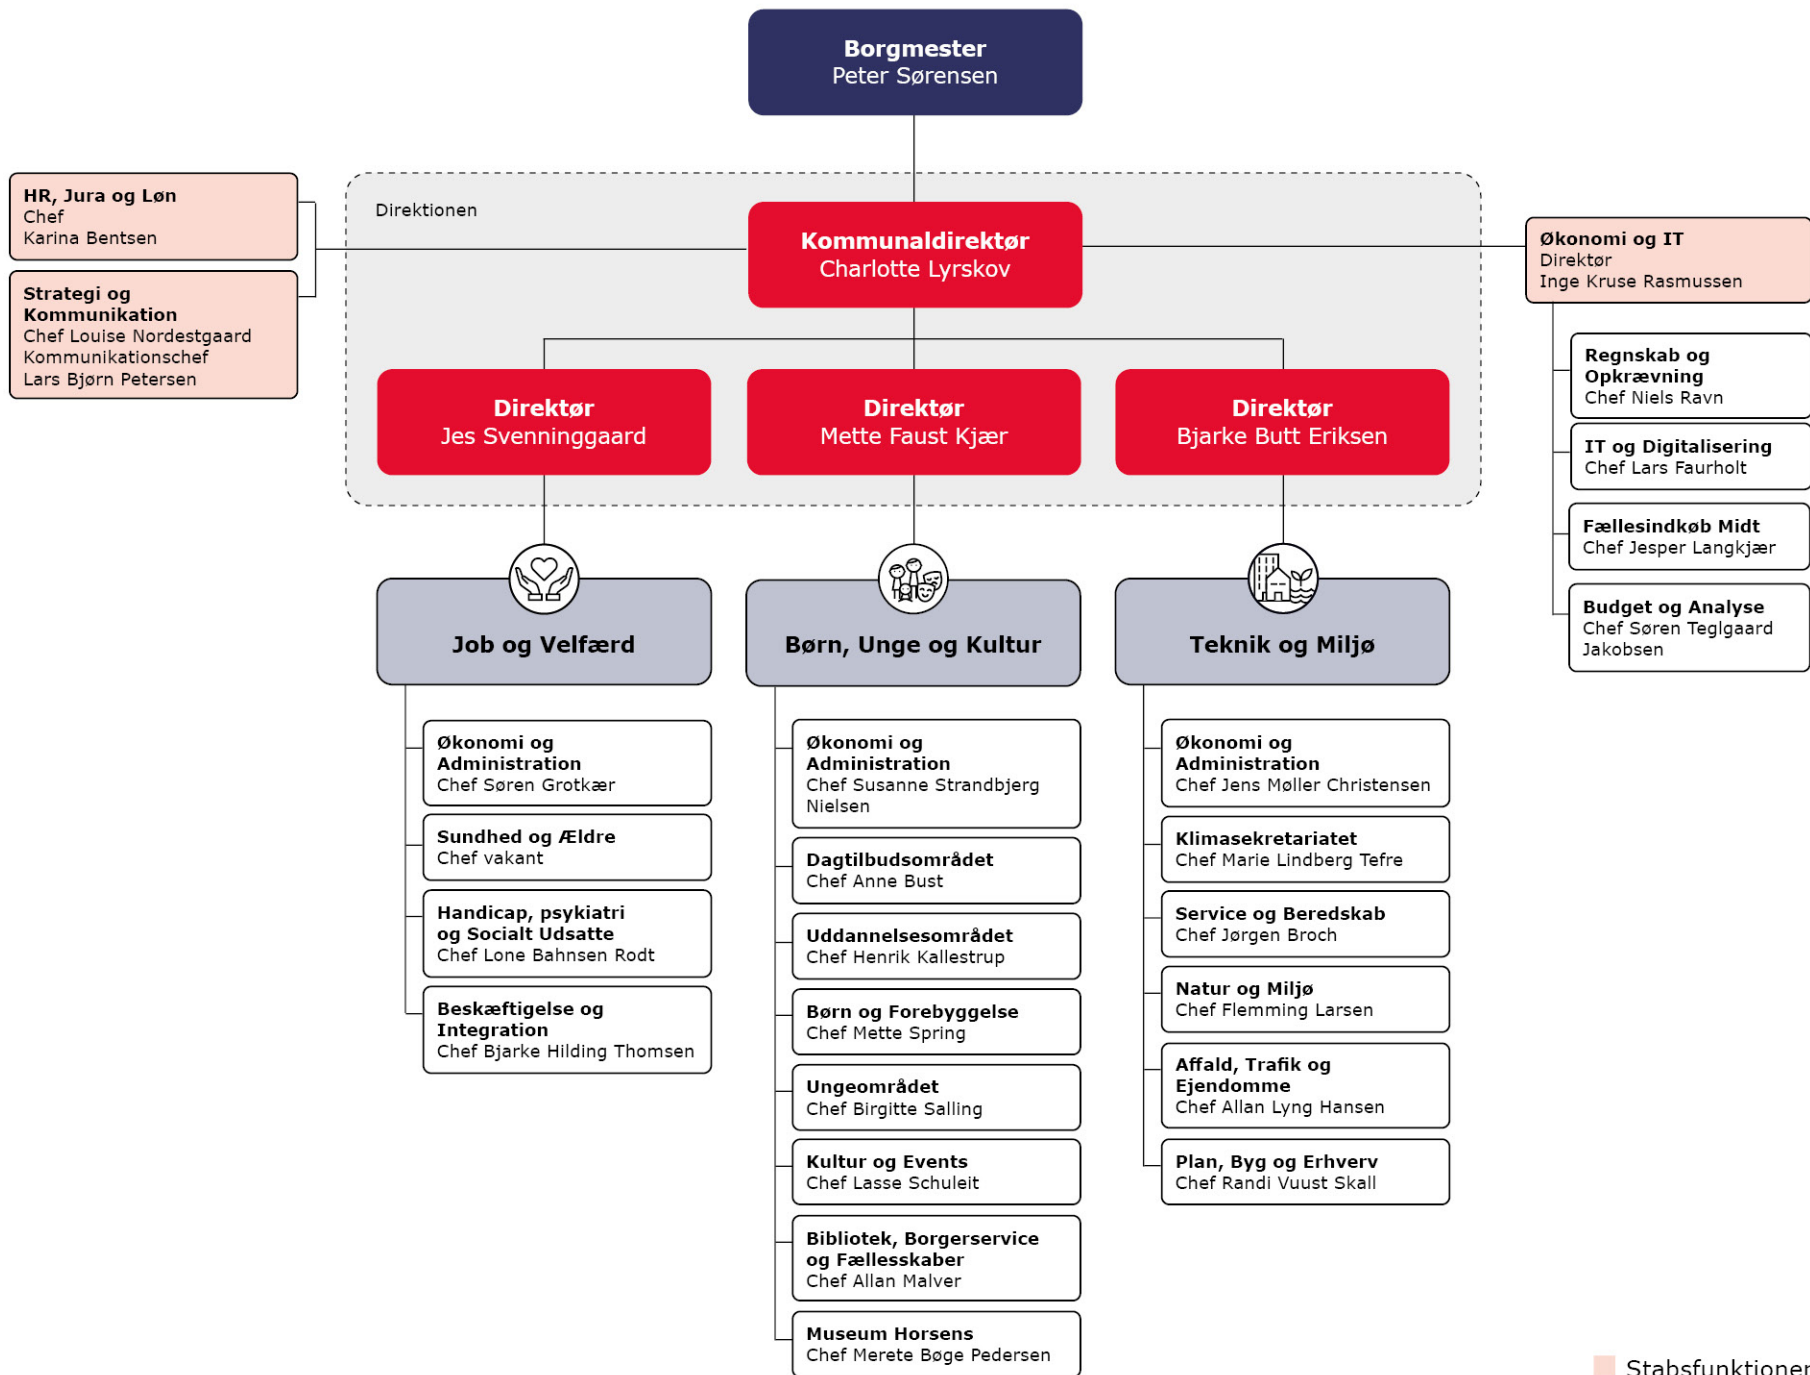 Borgmester
Peter Sørensen
HR, Jura og Løn
Chef
Karina Bentsen
Strategi og
Kommunikation
Chef Louise Nordestgaard
Kommunikationschef
Lars Bjørn Petersen
Direktionen
Kommunaldirektør
Charlotte Lyrskov
Direktør
Jes Svenninggaard
Direktør
Mette Faust Kjær
Direktør
Bjarke Butt Eriksen
Økonomi og IT
Direktør
Inge Kruse Rasmussen
Regnskab og
Opkrævning
Chef Niels Ravn
IT og Digitalisering
Chef Lars Faurholt
Fællesindkøb Midt
Chef Jesper Langkjær
Budget og Analyse
Chef Søren Teglgaard
Jakobsen
Job og Velfærd
Økonomi og
Administration
Chef Søren Grotkær
Sundhed og Ældre
Chef vakant
Handicap, psykiatri
og Socialt Udsatte
Chef Lone Bahnsen Rodt
Beskæftigelse og
Integration
Chef Bjarke Hilding Thomsen
Børn, Unge og Kultur
Økonomi og
Administration
Chef Susanne Strandbjerg
Nielsen
Dagtilbudsområdet
Chef Anne Bust
Uddannelsesområdet
Chef Henrik Kallestrup
Børn og Forebyggelse
Chef Mette Spring
Ungeområdet
Chef Birgitte Salling
Kultur og Events
Chef Lasse Schuleit
Bibliotek, Borgerservice
og Fællesskaber
Chef Allan Malver
Museum Horsens
Chef Merete Bøge Pedersen
Teknik og Miljø
Økonomi og
Administration
Chef Jens Møller Christensen
Klimasekretariatet
Chef Marie Lindberg Tefre
Service og Beredskab
Chef Jørgen Broch
Natur og Miljø
Chef Flemming Larsen
Affald, Trafik og
Ejendomme
Chef Allan Lyng Hansen
Plan, Byg og Erhverv
Chef Randi Vuust Skall
Stabsfunktioner